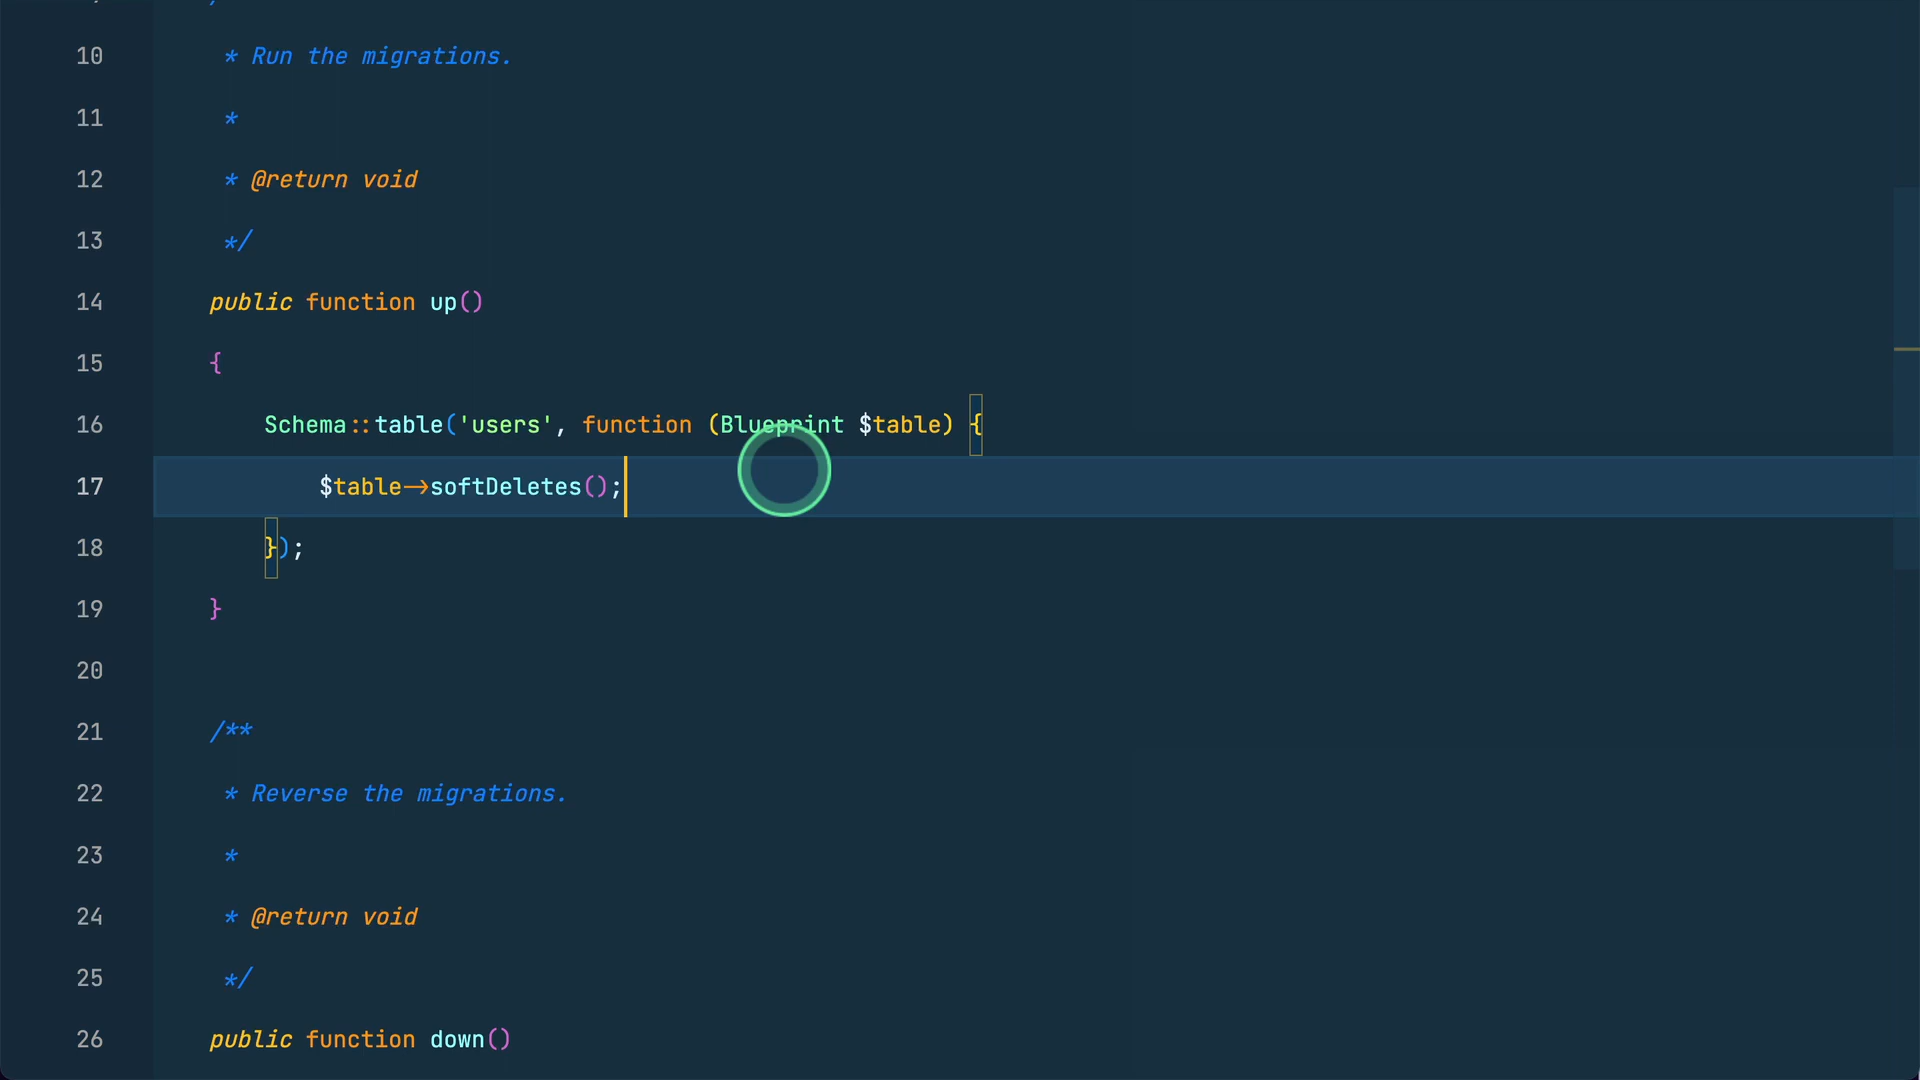 10 * Run the migrations.
11 *
12 * @return void
13 */
14 public function up()
15 {
16 Schema::table('users', function (Blueprint $table) {
17 $table->softDeletes();
18 });
19 }
20
21 /**
22 * Reverse the migrations.
23 *
24 * @return void
25 */
26 public function down()